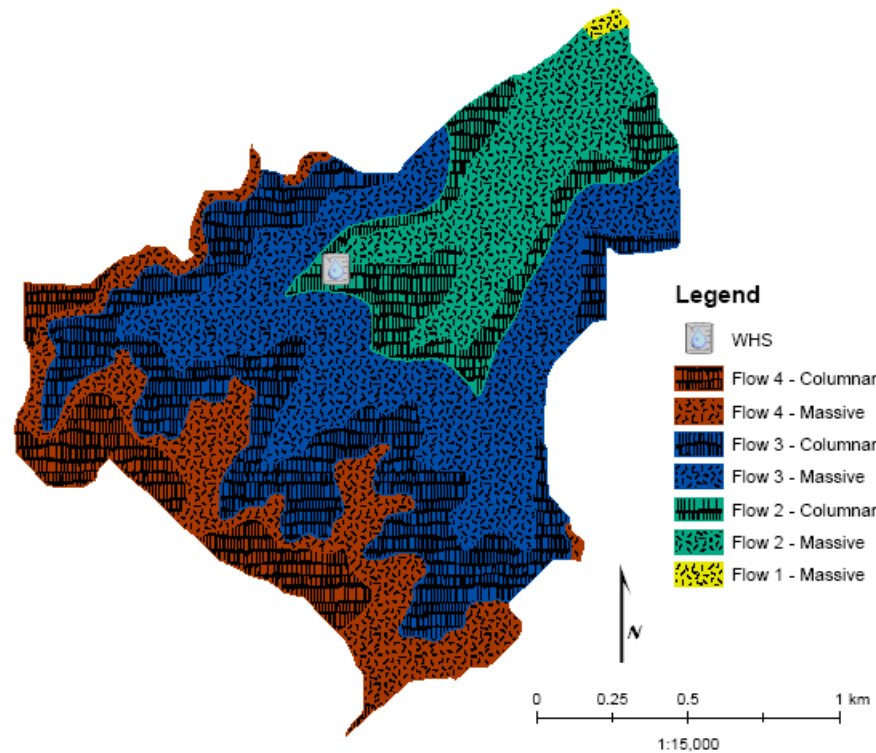 Legend
WHS
Flow 4 - Columnar
Flow 4 - Massive
Flow 3 - Columnar
Flow 3 - Massive
Flow 2 - Columnar
Flow 2 - Massive
Flow 1 - Massive
N
0 0.25 0.5 1 km
1:15,000